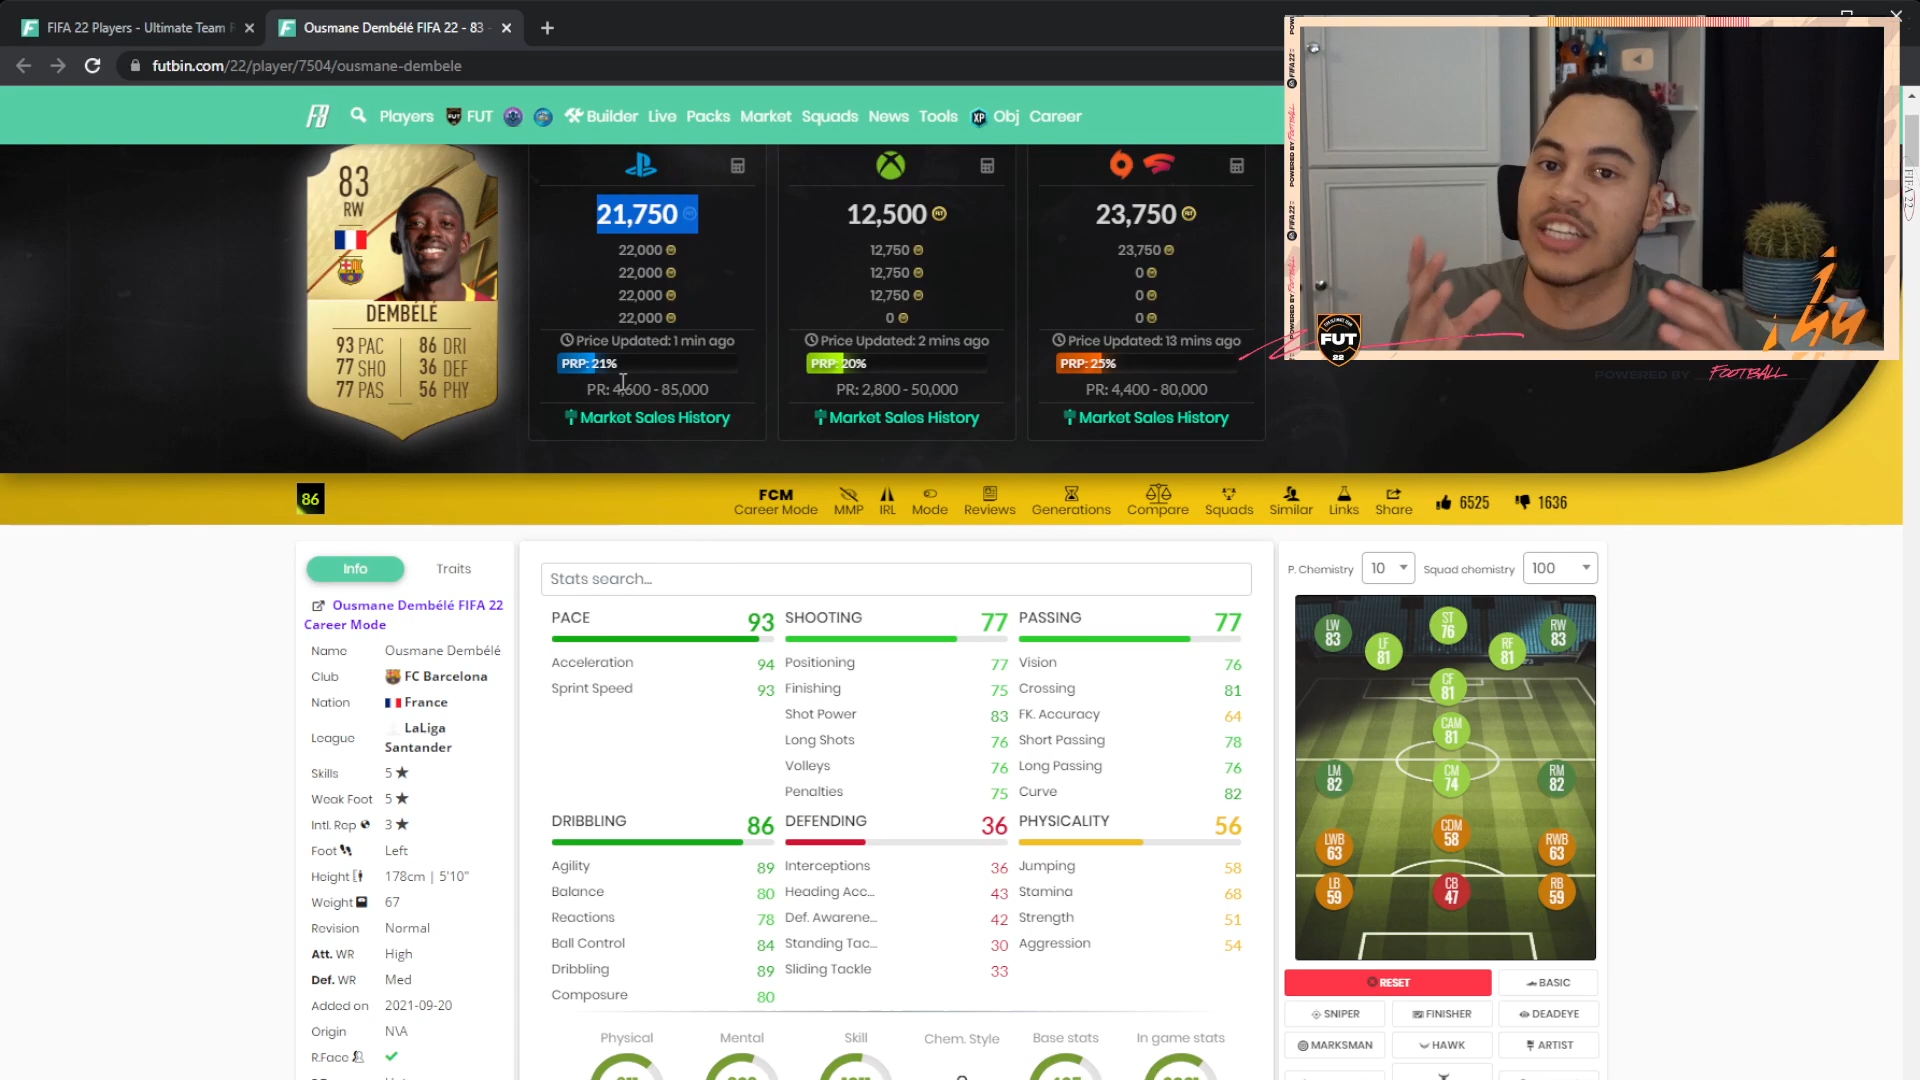 FIFA 22 Players - Ultimate Team
Ousmane Dembélé FIFA 22 - 83
futbin.com/22/player/7504/ousmane-dembele
FB
Players
FUT
Builder
Live
Packs
Market
Squads
News
Tools
Obj
Career
83
RW
DEMBÉLÉ
93 PAC
86 DRI
77 SHO
36 DEF
77 PAS
56 PHY
21,750
22,000
22,000
22,000
22,000
Price Updated: 1 min ago
PRP: 21%
PR: 4,600 - 85,000
Market Sales History
12,500
12,750
12,750
12,750
0
Price Updated: 2 mins ago
PRP: 20%
PR: 2,800 - 50,000
Market Sales History
23,750
23,750
0
0
0
Price Updated: 13 mins ago
PRP: 25%
PR: 4,400 - 80,000
Market Sales History
FUT
22
POWERED BY FOOTBALL
FIFA 22
86
FCM
Career Mode
MMP
IRL
Mode
Reviews
Generations
Compare
Squads
Similar
Links
Share
6525
1636
Info
Traits
Ousmane Dembélé FIFA 22
Career Mode
Name Ousmane Dembélé
Club FC Barcelona
Nation France
League LaLiga
Santander
Skills 5
Weak Foot 5
Intl. Rep 3
Foot Left
Height 178cm | 5'10"
Weight 67
Revision Normal
Att. WR High
Def. WR Med
Added on 2021-09-20
Origin N\A
R.Face
Stats search...
PACE 93
Acceleration 94
Sprint Speed 93
SHOOTING 77
Positioning 77
Finishing 75
Shot Power 83
Long Shots 76
Volleys 76
Penalties 75
PASSING 77
Vision 76
Crossing 81
FK. Accuracy 64
Short Passing 78
Long Passing 76
Curve 82
DRIBBLING 86
Agility 89
Balance 80
Reactions 78
Ball Control 84
Dribbling 89
Composure 80
DEFENDING 36
Interceptions 36
Heading Acc... 43
Def. Awarene... 42
Standing Tac... 30
Sliding Tackle 33
PHYSICALITY 56
Jumping 58
Stamina 68
Strength 51
Aggression 54
Physical
Mental
Skill
Chem. Style
Base stats
In game stats
P. Chemistry 10
Squad chemistry 100
LW
83
ST
76
RW
83
LF
81
RF
81
CF
81
CAM
81
LM
82
CM
74
RM
82
LWB
63
CDM
58
RWB
63
LB
59
CB
47
RB
59
RESET
BASIC
SNIPER
FINISHER
DEADEYE
MARKSMAN
HAWK
ARTIST